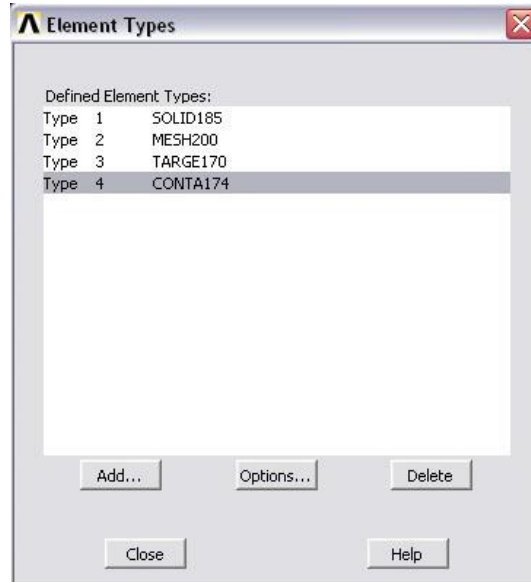 Element Types
Defined Element Types:
Type 1 SOLID185
Type 2 MESH200
Type 3 TARGE170
Type 4 CONTA174
Add... Options... Delete
Close Help